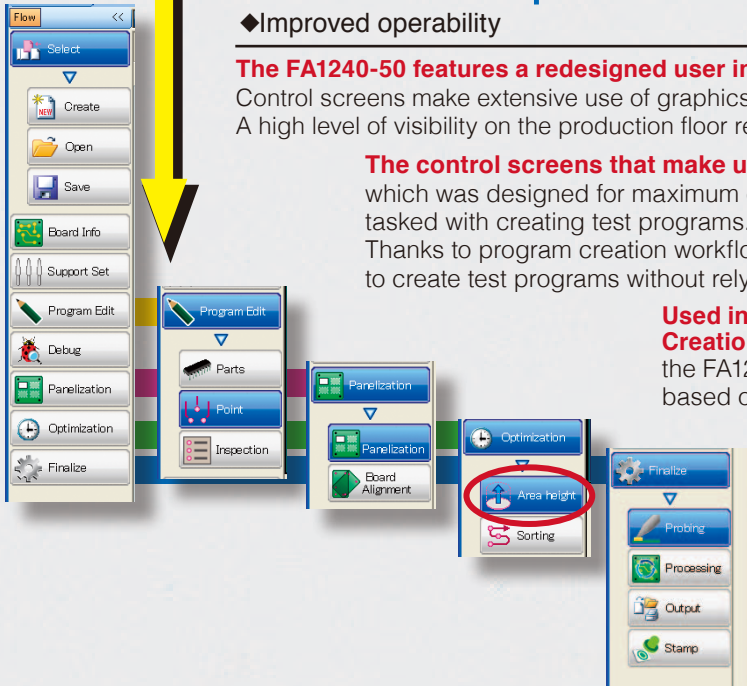 Flow <<
Select
NEW
Create
Open
Save
Board Info
Support Set
Program Edit
Debug
Panelization
Optimization
Finalize
◆Improved operability
The FA1240-50 features a redesigned user in
Control screens make extensive use of graphics
A high level of visibility on the production floor re
The control screens that make u
which was designed for maximum
tasked with creating test programs.
Thanks to program creation workflo
to create test programs without rely
Used in
Creatio
the FA12
based o
Program Edit
Parts
Point
Inspection
Panelization
Panelization
Board
Alignment
Optimization
Area height
Sorting
Finalize
Probing
Processing
Output
Stamp